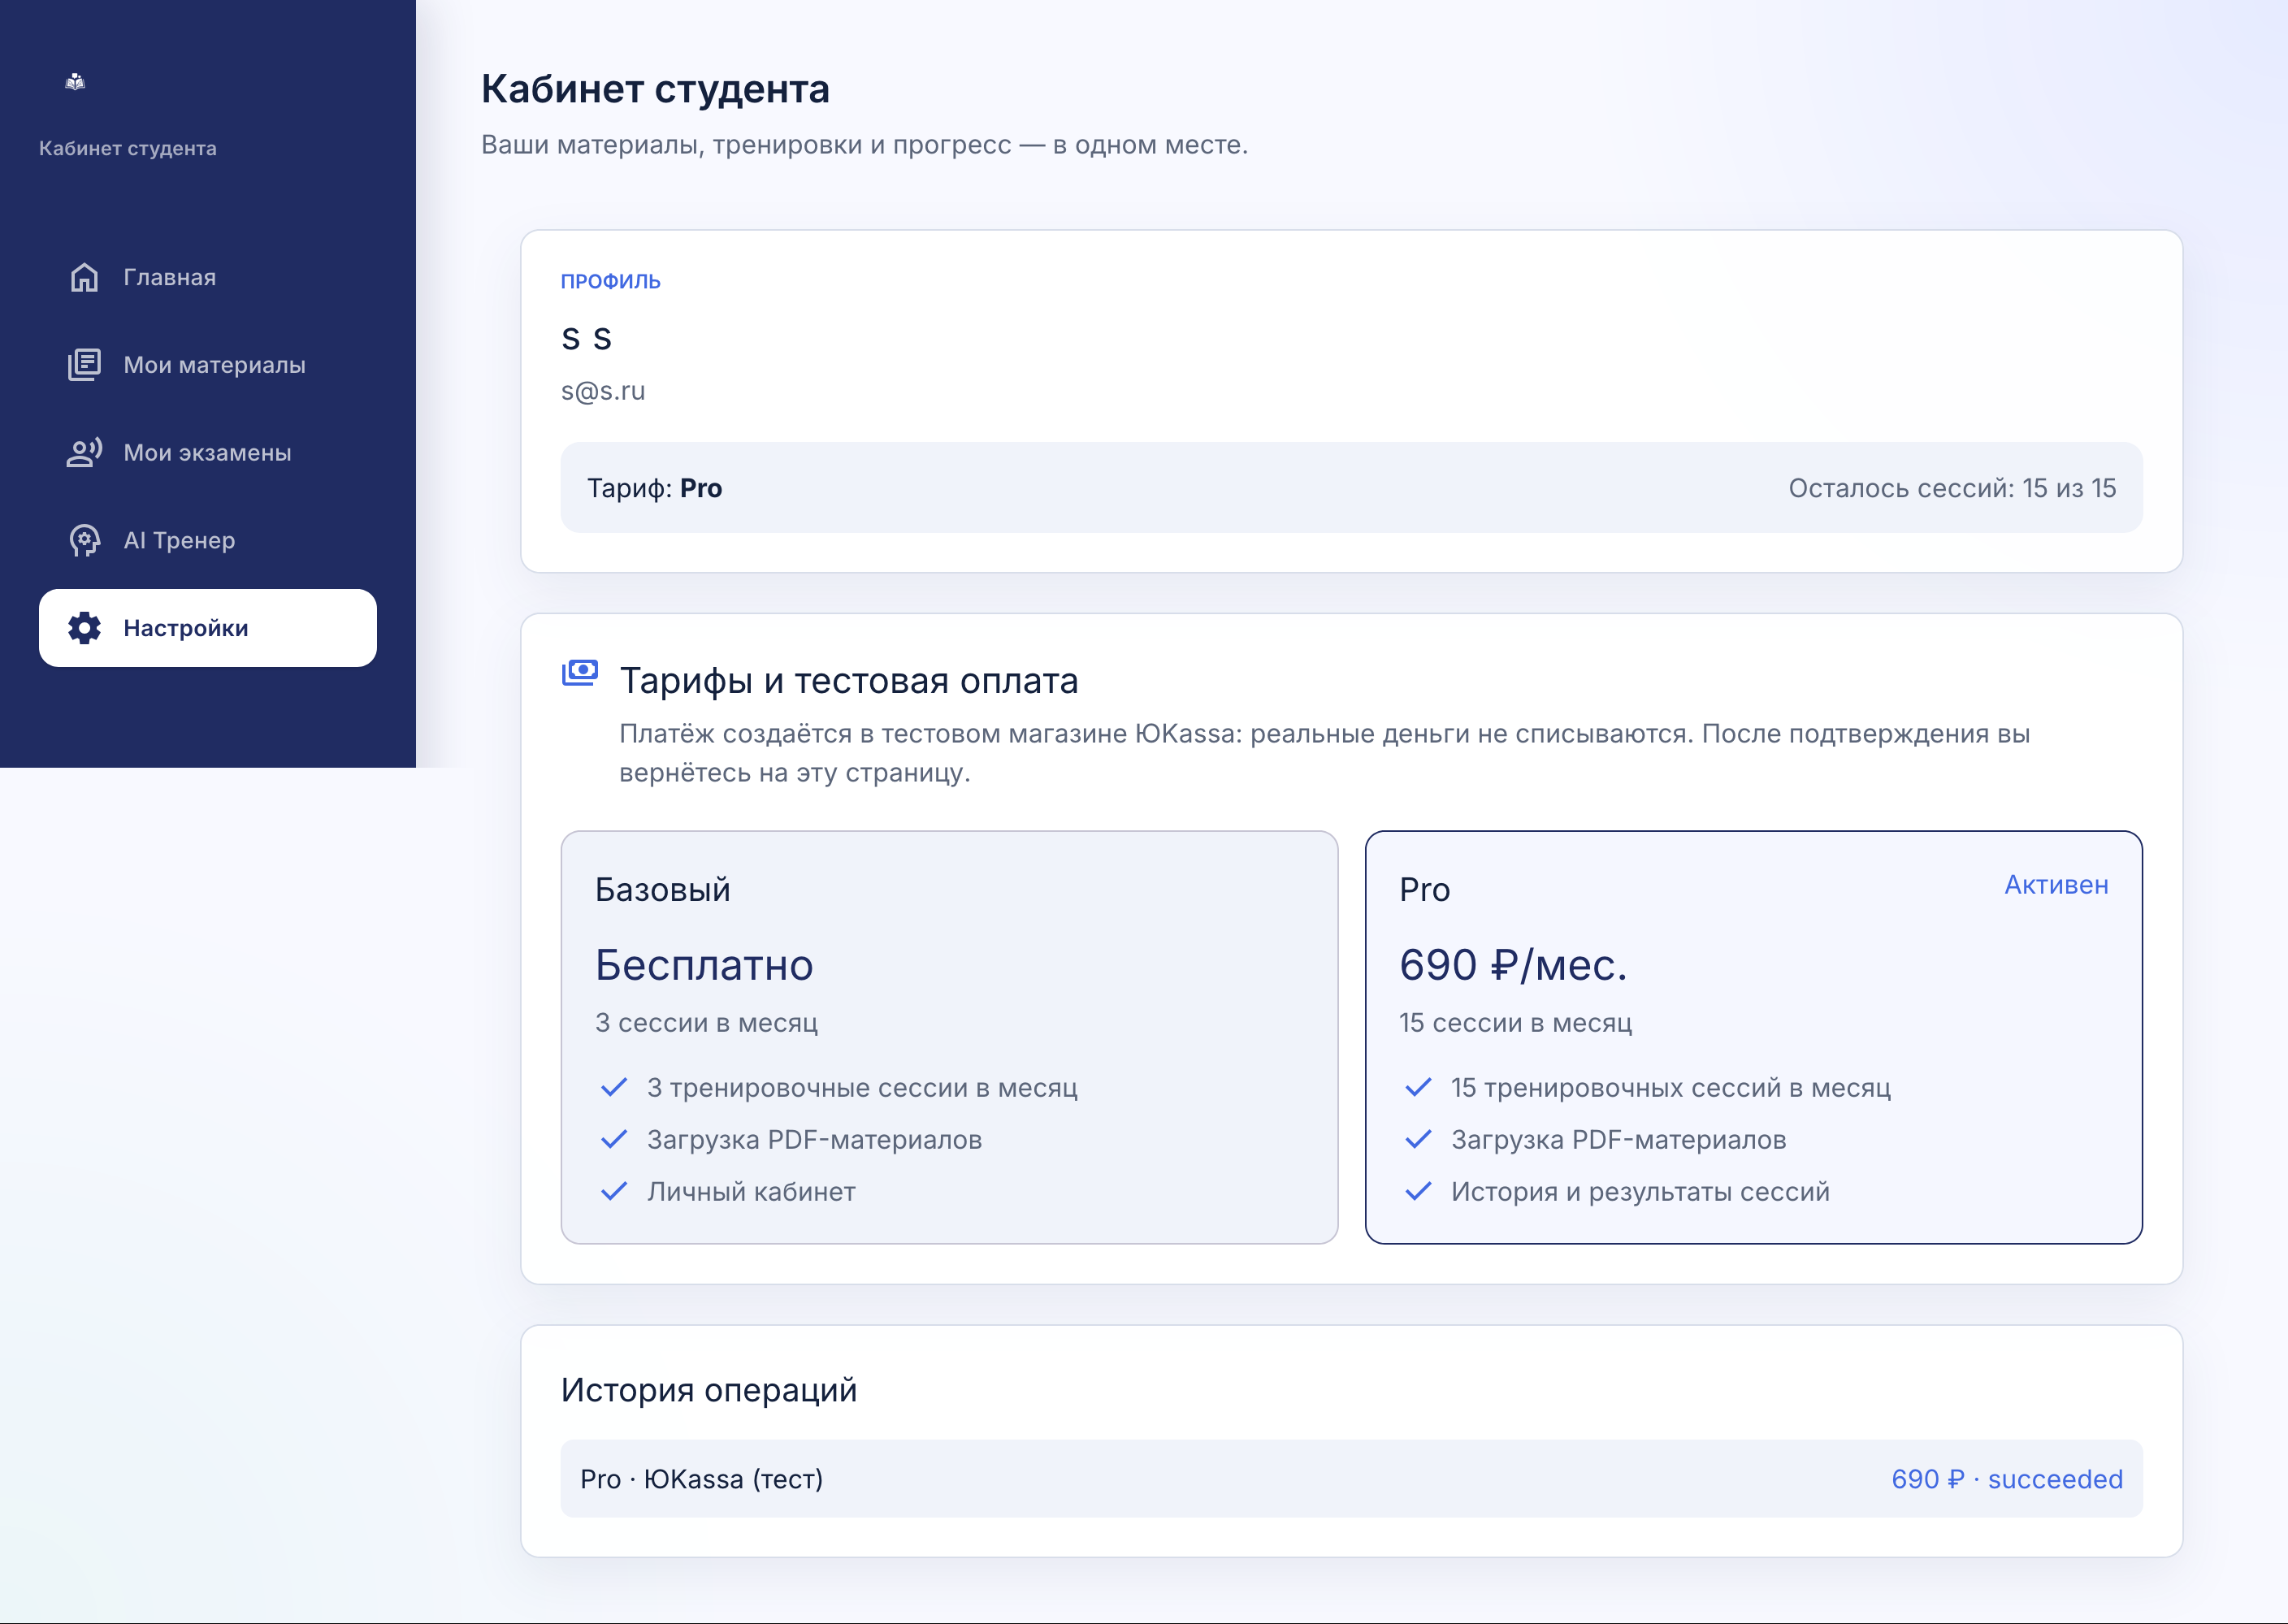 Кабинет студента
Главная
Мои материалы
Мои экзамены
AI Тренер
Настройки
Кабинет студента
Ваши материалы, тренировки и прогресс — в одном месте.
ПРОФИЛЬ
s s
s@s.ru
Тариф: Pro
Осталось сессий: 15 из 15
Тарифы и тестовая оплата
Платёж создаётся в тестовом магазине ЮKassa: реальные деньги не списываются. После подтверждения вы
вернётесь на эту страницу.
Базовый
Бесплатно
3 сессии в месяц
3 тренировочные сессии в месяц
Загрузка PDF-материалов
Личный кабинет
Pro
Активен
690 ₽/мес.
15 сессии в месяц
15 тренировочных сессий в месяц
Загрузка PDF-материалов
История и результаты сессий
История операций
Pro · ЮKassa (тест)
690 ₽ · succeeded